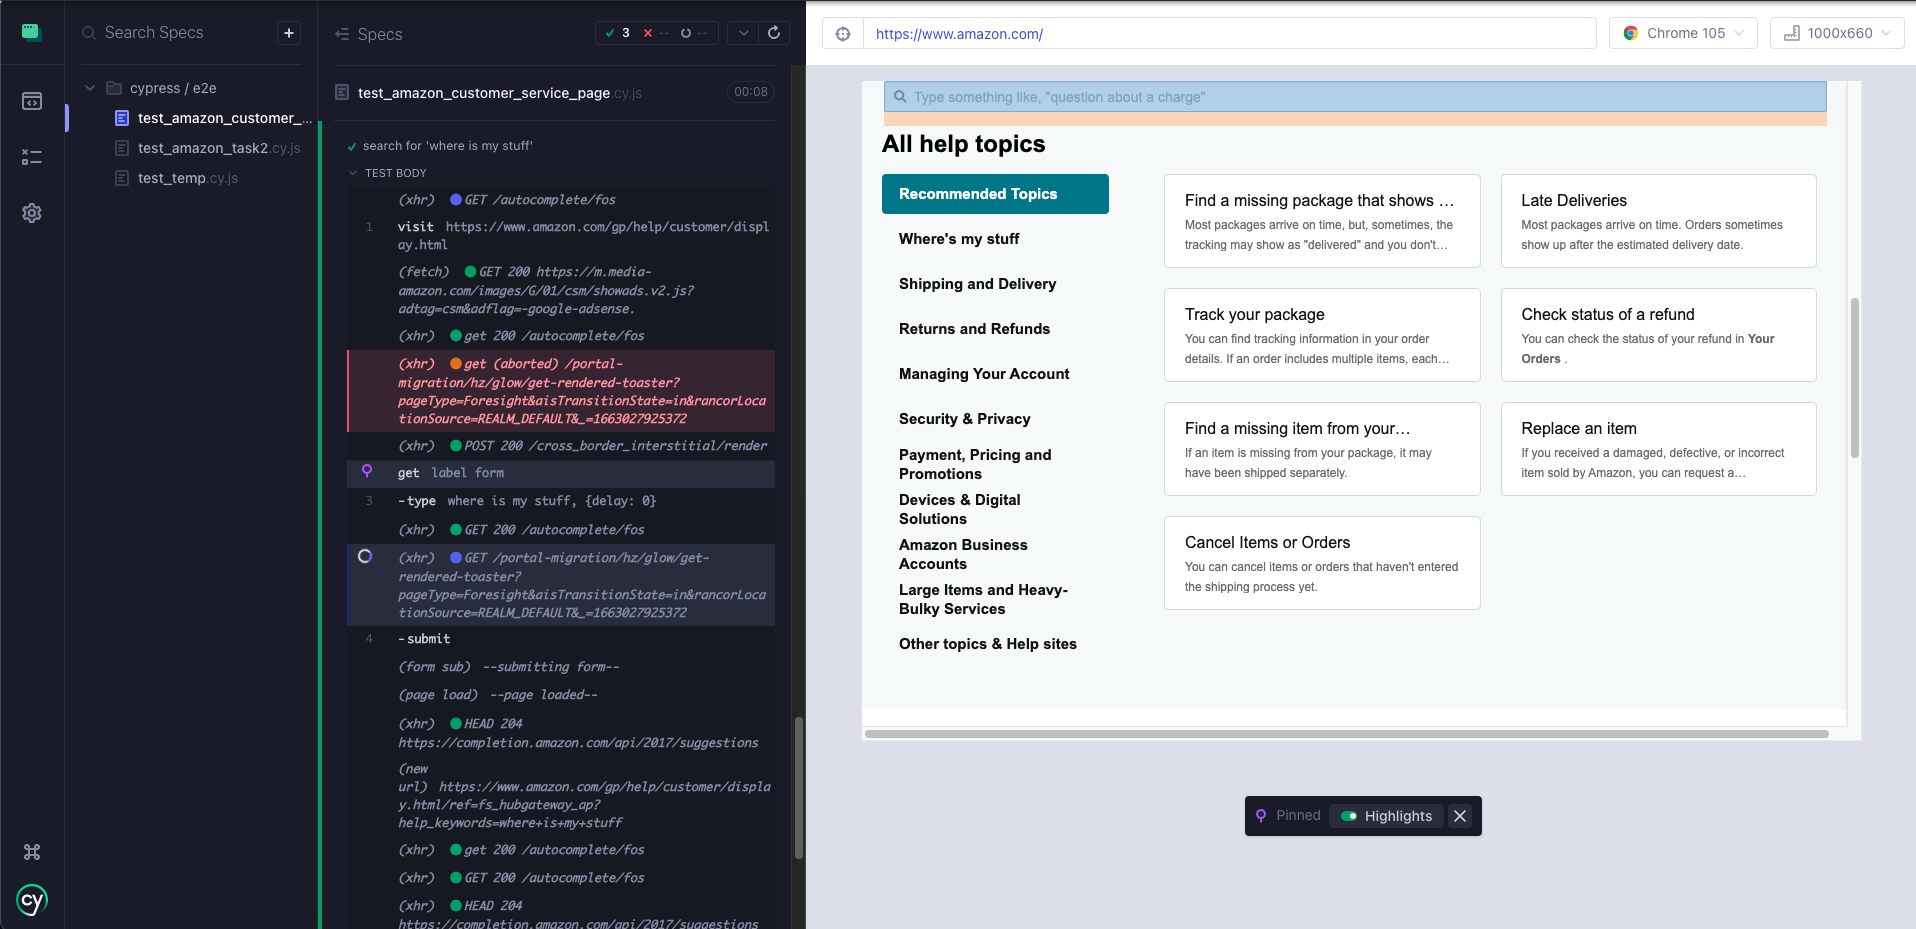 Search Specs
+
cypress / e2e
test_amazon_customer_...
test_amazon_task2.cy.js
test_temp.cy.js
cy
Specs
3
--
--
test_amazon_customer_service_page.cy.js
00:08
search for 'where is my stuff'
TEST BODY
(xhr) GET /autocomplete/fos
1 visit https://www.amazon.com/gp/help/customer/displ
ay.html
(fetch) GET 200 https://m.media-
amazon.com/images/G/01/csm/showads.v2.js?
adtag=csm&adflag=-google-adsense.
(xhr) get 200 /autocomplete/fos
(xhr) get (aborted) /portal-
migration/hz/glow/get-rendered-toaster?
pageType=Foresight&aisTransitionState=in&rancorLoca
tionSource=REALM_DEFAULT&_=1663027925372
(xhr) POST 200 /cross_border_interstitial/render
get label form
3 -type where is my stuff, {delay: 0}
(xhr) GET 200 /autocomplete/fos
(xhr) GET /portal-migration/hz/glow/get-
rendered-toaster?
pageType=Foresight&aisTransitionState=in&rancorLoca
tionSource=REALM_DEFAULT&_=1663027925372
4 -submit
(form sub) --submitting form--
(page load) --page loaded--
(xhr) HEAD 204
https://completion.amazon.com/api/2017/suggestions
(new
url) https://www.amazon.com/gp/help/customer/displa
y.html/ref=fs_hubgateway_ap?
help_keywords=where+is+my+stuff
(xhr) get 200 /autocomplete/fos
(xhr) GET 200 /autocomplete/fos
(xhr) HEAD 204
https://completion.amazon.com/api/2017/suggestions
https://www.amazon.com/
Chrome 105
1000x660
Type something like, "question about a charge"
All help topics
Recommended Topics
Where's my stuff
Shipping and Delivery
Returns and Refunds
Managing Your Account
Security & Privacy
Payment, Pricing and
Promotions
Devices & Digital
Solutions
Amazon Business
Accounts
Large Items and Heavy-
Bulky Services
Other topics & Help sites
Find a missing package that shows …
Most packages arrive on time, but, sometimes, the
tracking may show as "delivered" and you don't…
Late Deliveries
Most packages arrive on time. Orders sometimes
show up after the estimated delivery date.
Track your package
You can find tracking information in your order
details. If an order includes multiple items, each…
Check status of a refund
You can check the status of your refund in Your
Orders .
Find a missing item from your…
If an item is missing from your package, it may
have been shipped separately.
Replace an item
If you received a damaged, defective, or incorrect
item sold by Amazon, you can request a…
Cancel Items or Orders
You can cancel items or orders that haven't entered
the shipping process yet.
Pinned
Highlights